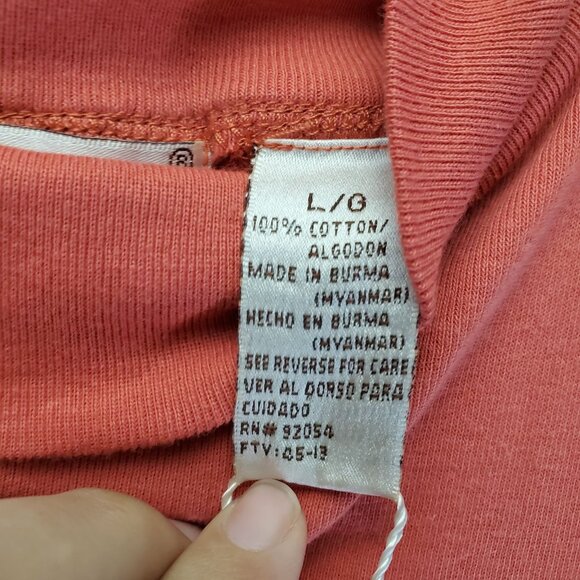 ®
L/G
100% COTTON/
ALGODON
MADE IN BURMA
(MYANMAR)
HECHO EN BURMA
(MYANMAR)
SEE REVERSE FOR CARE
VER AL DORSO PARA
CUIDADO
RN# 92054
FTY:45-13